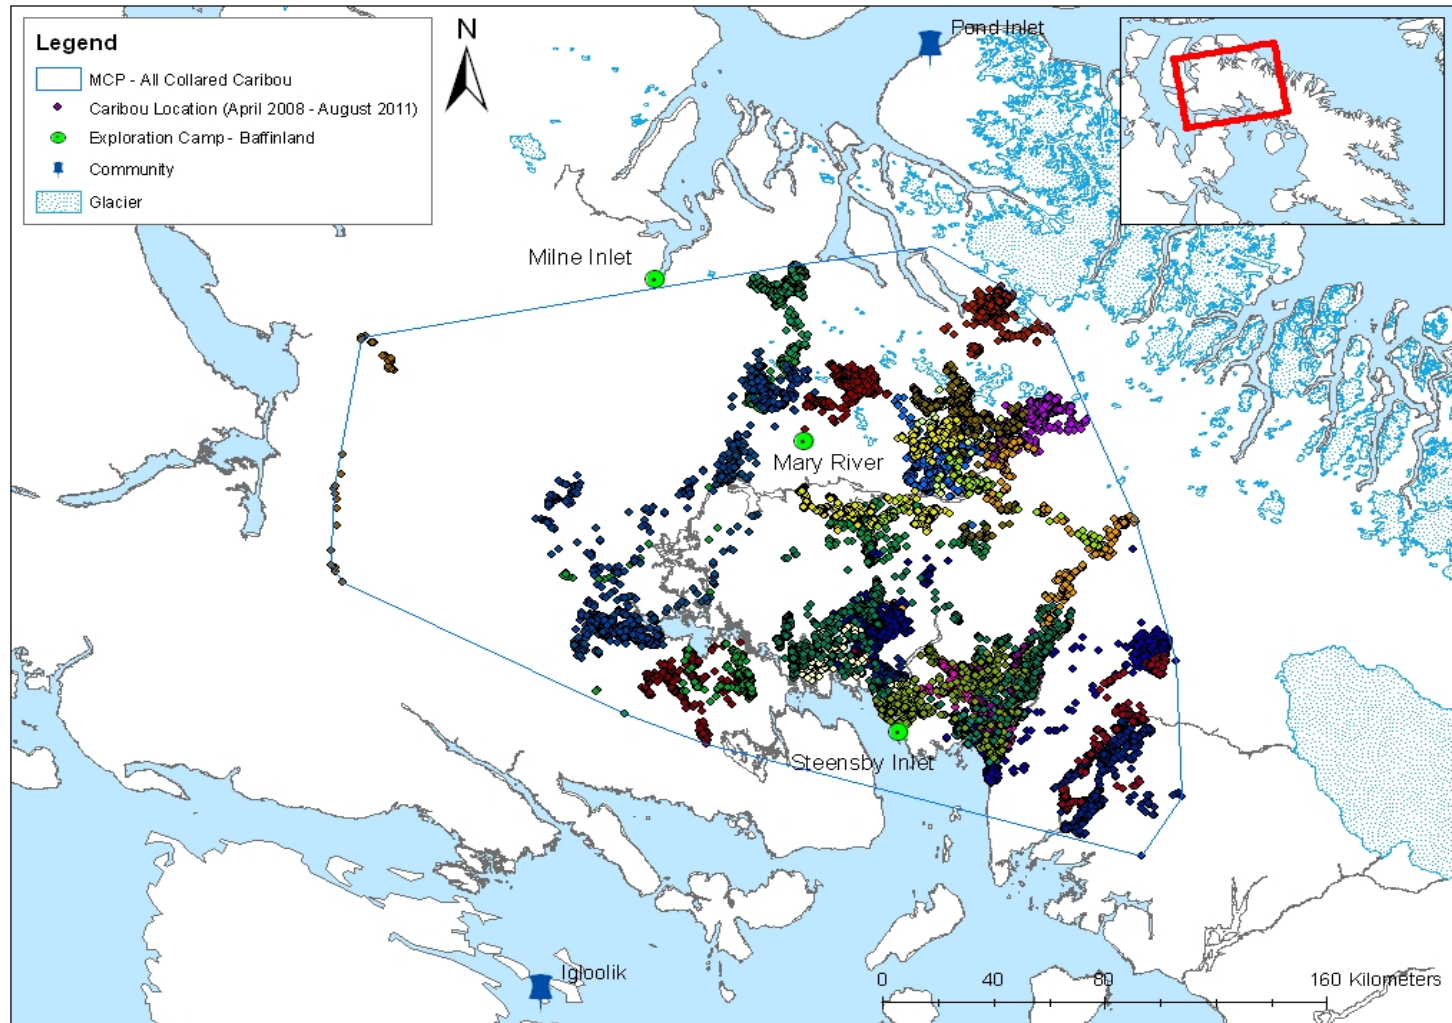 Legend
MCP - All Collared Caribou
Caribou Location (April 2008 - August 2011)
Exploration Camp - Baffinland
Community
Glacier
N
Pond Inlet
Milne Inlet
Mary River
Steensby Inlet
Igloolik
0 40 80 160 Kilometers